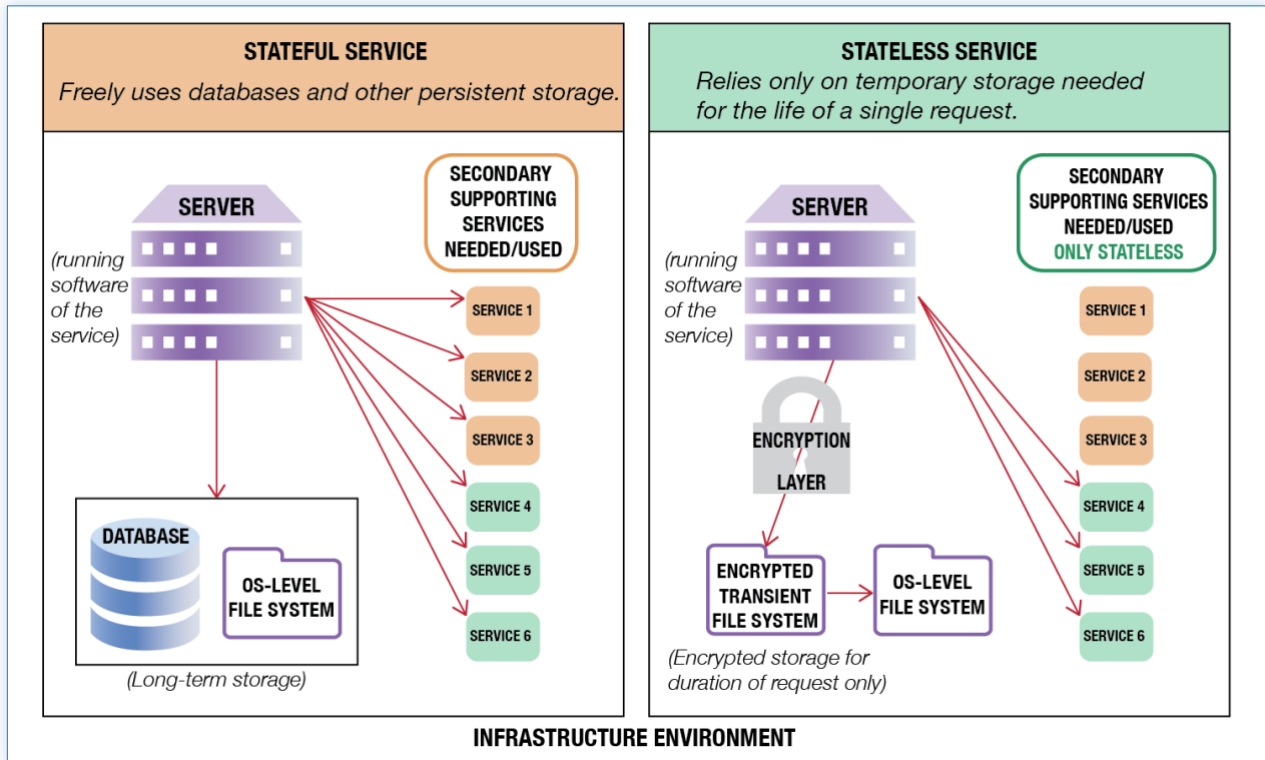 STATEFUL SERVICE
Freely uses databases and other persistent storage.
SERVER
(running
software
of the
service)
SECONDARY
SUPPORTING
SERVICES
NEEDED/USED
SERVICE 1
SERVICE 2
SERVICE 3
SERVICE 4
SERVICE 5
SERVICE 6
DATABASE
OS-LEVEL
FILE SYSTEM
(Long-term storage)
STATELESS SERVICE
Relies only on temporary storage needed
for the life of a single request.
SERVER
(running
software
of the
service)
SECONDARY
SUPPORTING SERVICES
NEEDED/USED
ONLY STATELESS
SERVICE 1
SERVICE 2
SERVICE 3
SERVICE 4
SERVICE 5
SERVICE 6
ENCRYPTION
LAYER
ENCRYPTED
TRANSIENT
FILE SYSTEM
OS-LEVEL
FILE SYSTEM
(Encrypted storage for
duration of request only)
INFRASTRUCTURE ENVIRONMENT